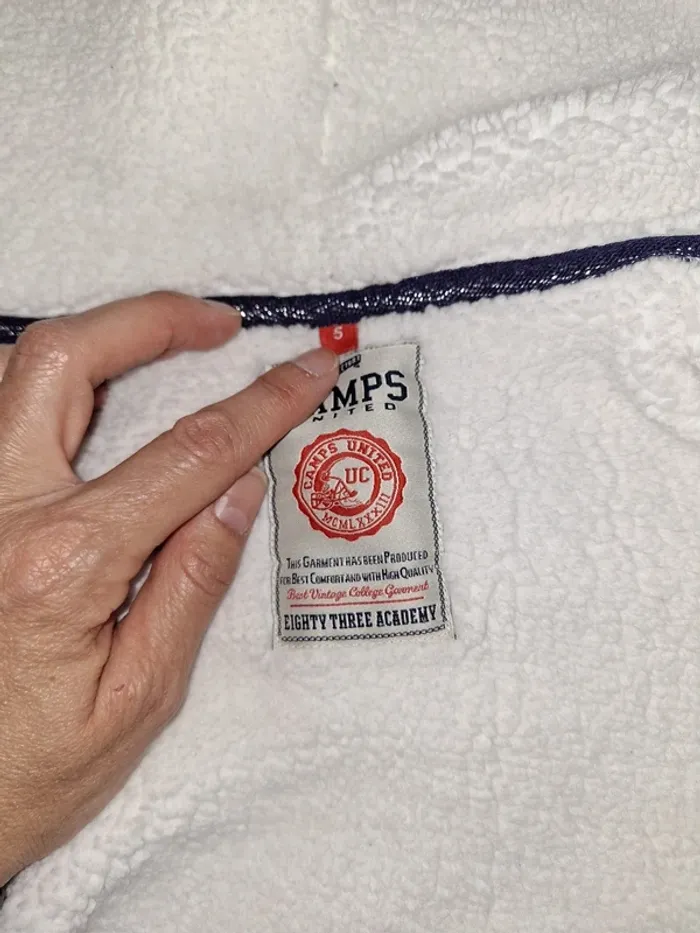 5
AMPS
NITED
CAMPS UNITED
UC
MCMLXXXIII
THIS GARMENT HAS BEEN PRODUCED
FOR BEST COMFORT AND WITH HIGH QUALITY
Best Vintage College Garment
EIGHTY THREE ACADEMY